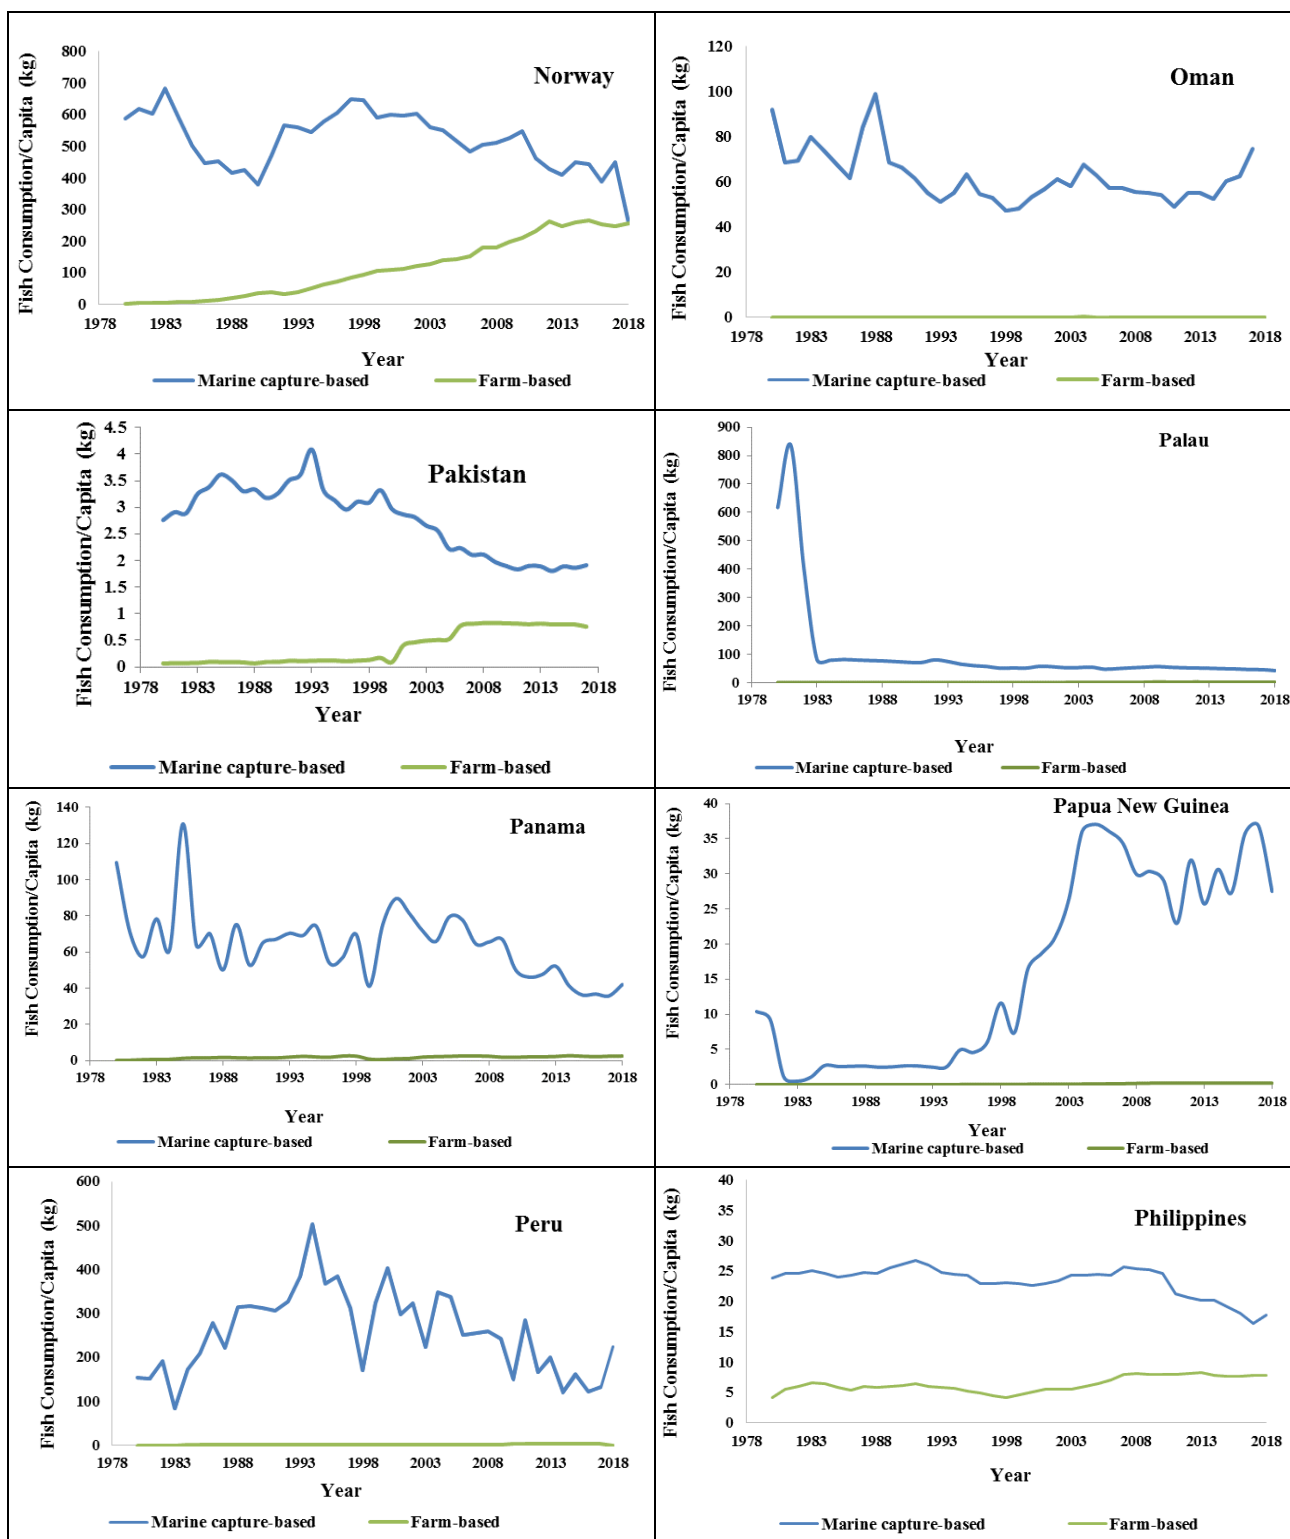 Norway
Fish Consumption/Capita (kg)
800
700
600
500
400
300
200
100
0
1978 1983 1988 1993 1998 2003 2008 2013 2018
Year
Marine capture-based Farm-based
Oman
Fish Consumption/Capita (kg)
120
100
80
60
40
20
0
1978 1983 1988 1993 1998 2003 2008 2013 2018
Year
Marine capture-based Farm-based
Pakistan
Fish Consumption/Capita (kg)
4.5
4
3.5
3
2.5
2
1.5
1
0.5
0
1978 1983 1988 1993 1998 2003 2008 2013 2018
Year
Marine capture-based Farm-based
Palau
Fish Consumption/Capita (kg)
900
800
700
600
500
400
300
200
100
0
1978 1983 1988 1993 1998 2003 2008 2013 2018
Year
Marine capture-based Farm-based
Panama
Fish Consumption/Capita (kg)
140
120
100
80
60
40
20
0
1978 1983 1988 1993 1998 2003 2008 2013 2018
Year
Marine capture-based Farm-based
Papua New Guinea
Fish Consumption/Capita (kg)
40
35
30
25
20
15
10
5
0
1978 1983 1988 1993 1998 2003 2008 2013 2018
Year
Marine capture-based Farm-based
Peru
Fish Consumption/Capita (kg)
600
500
400
300
200
100
0
1978 1983 1988 1993 1998 2003 2008 2013 2018
Year
Marine capture-based Farm-based
Philippines
Fish Consumption/Capita (kg)
40
35
30
25
20
15
10
5
0
1978 1983 1988 1993 1998 2003 2008 2013 2018
Year
Marine capture-based Farm-based